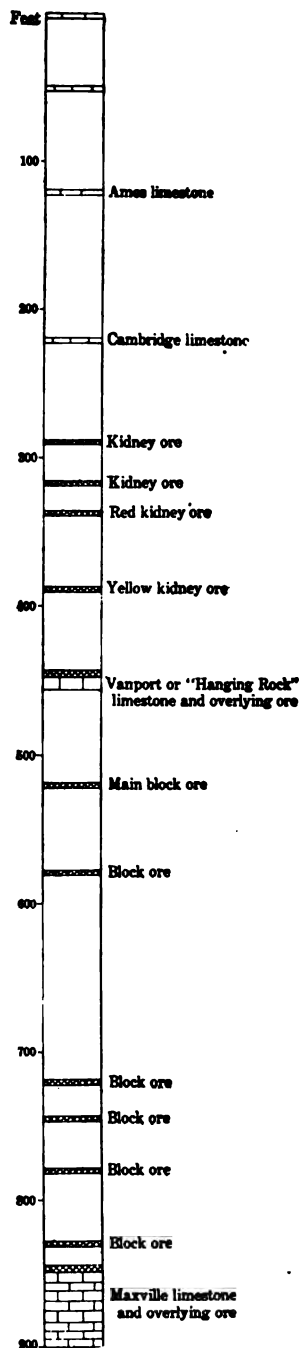 Feet
100
Ames limestone
200
Cambridge limestone
Kidney ore
300
Kidney ore
Red kidney ore
Yellow kidney ore
400
Vanport or "Hanging Rock"
limestone and overlying ore
500
Main block ore
Block ore
600
700
Block ore
Block ore
Block ore
800
Block ore
Maxville limestone
and overlying ore
900